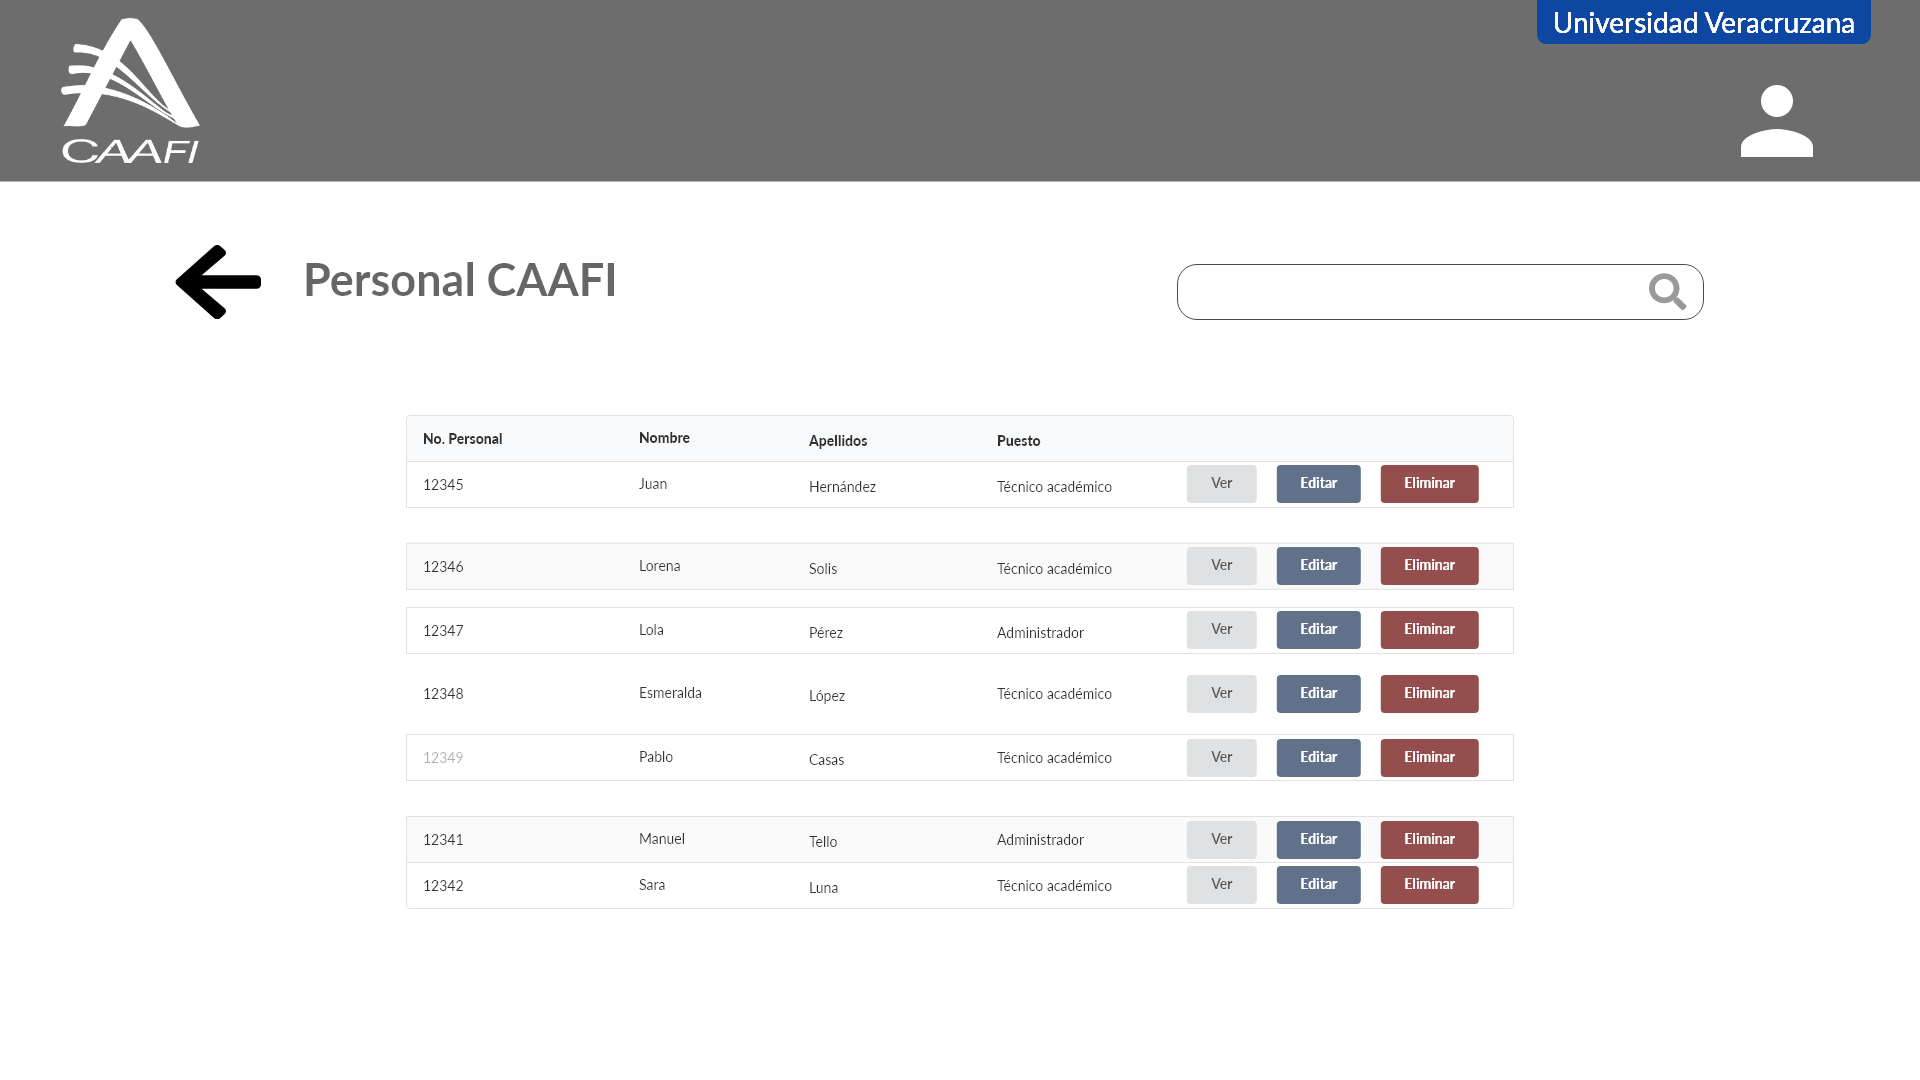 Universidad Veracruzana
CAAFI
Personal CAAFI
No. Personal Nombre Apellidos Puesto
12345 Juan Hernández Técnico académico Ver Editar Eliminar
12346 Lorena Solis Técnico académico Ver Editar Eliminar
12347 Lola Pérez Administrador Ver Editar Eliminar
12348 Esmeralda López Técnico académico Ver Editar Eliminar
12349 Pablo Casas Técnico académico Ver Editar Eliminar
12341 Manuel Tello Administrador Ver Editar Eliminar
12342 Sara Luna Técnico académico Ver Editar Eliminar